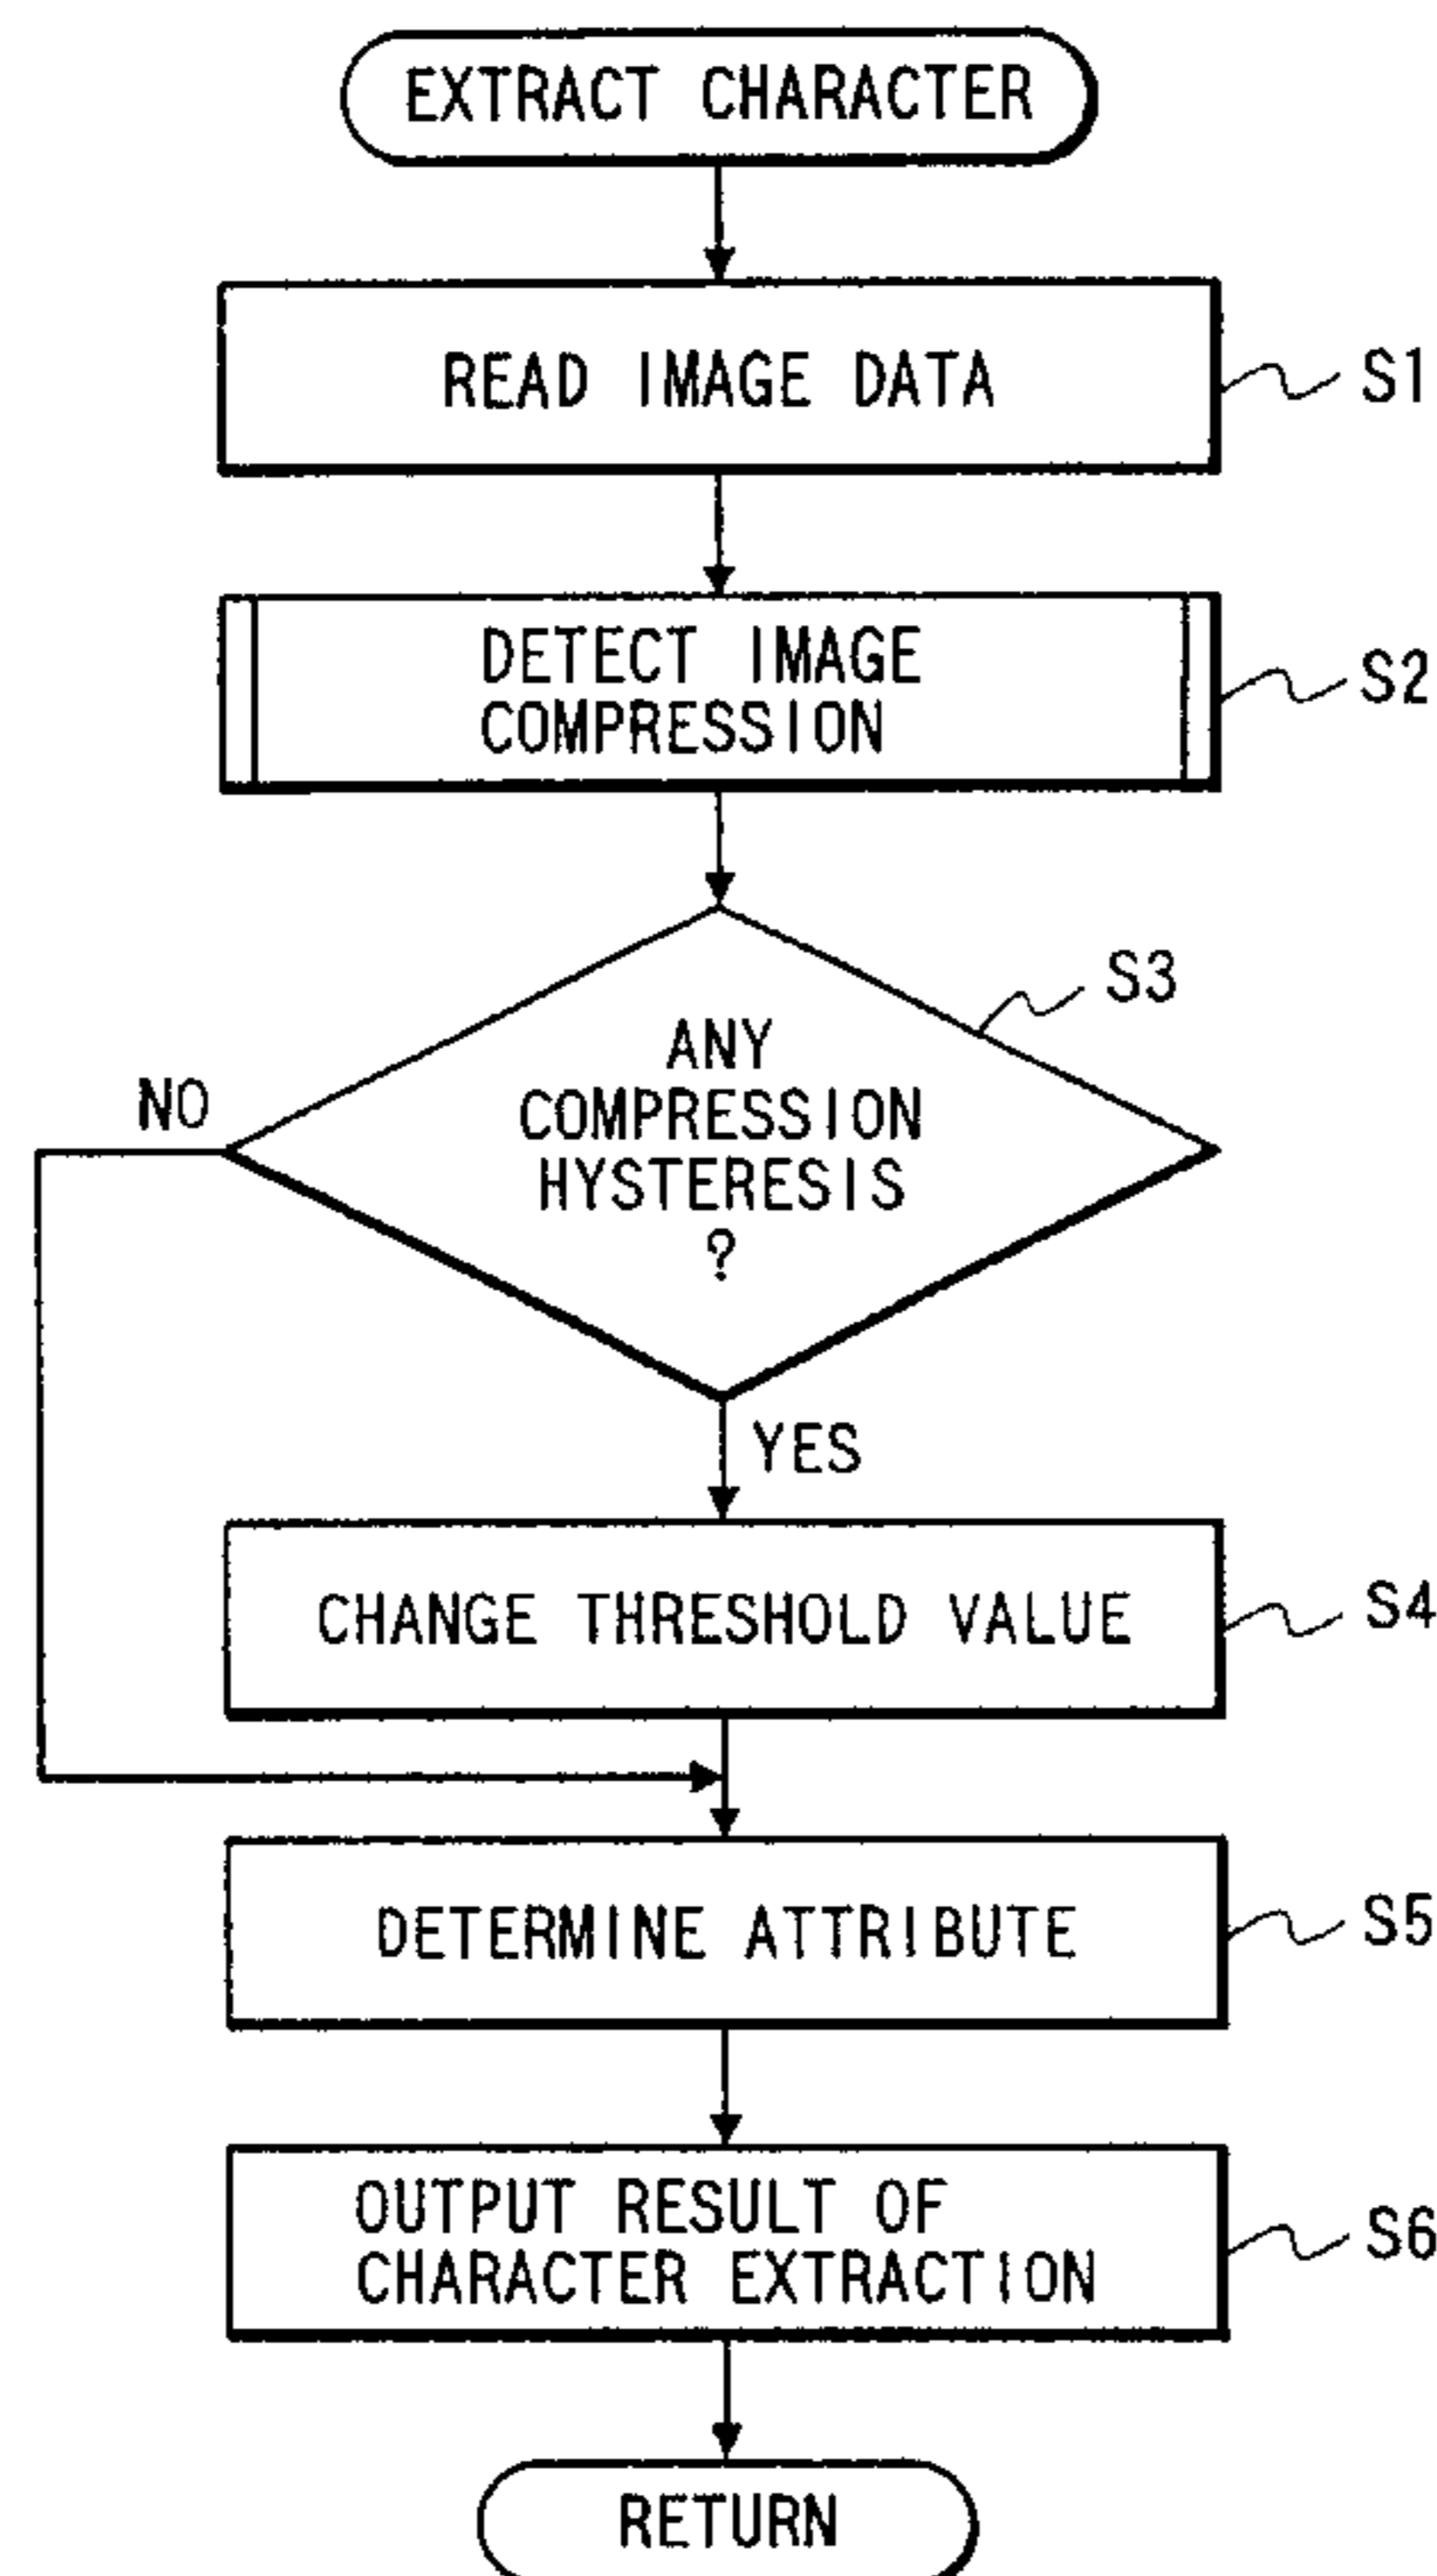 EXTRACT CHARACTER
READ IMAGE DATA
S1
DETECT IMAGE
COMPRESSION
S2
S3
ANY
COMPRESSION
HYSTERESIS
?
NO
YES
CHANGE THRESHOLD VALUE
S4
DETERMINE ATTRIBUTE
S5
OUTPUT RESULT OF
CHARACTER EXTRACTION
S6
RETURN